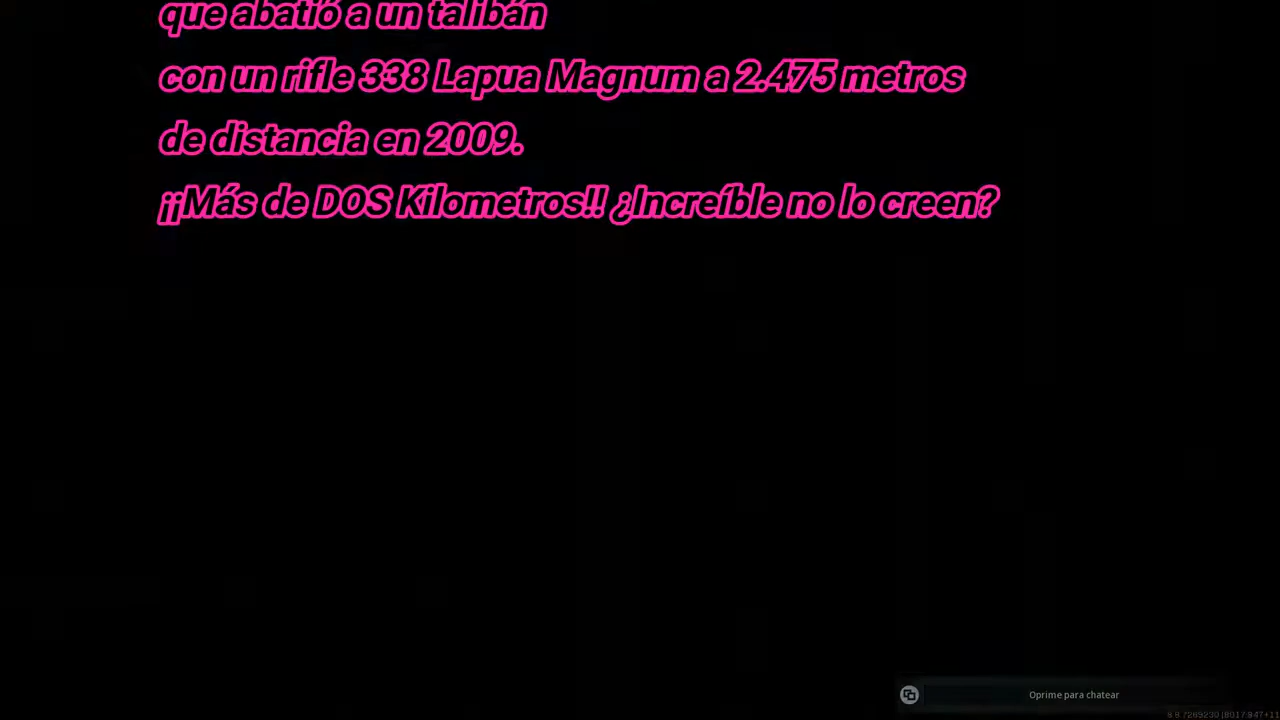 que abatió a un talibán
con un rifle 338 Lapua Magnum a 2.475 metros
de distancia en 2009.
¡¡Más de DOS Kilometros!! ¿Increíble no lo creen?
Oprime para chatear